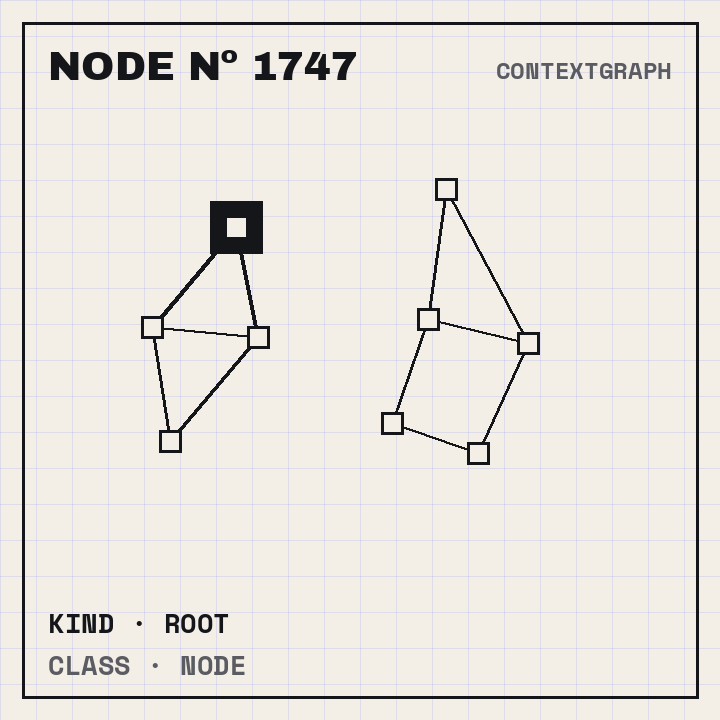 NODE Nº 1747
CONTEXTGRAPH
KIND · ROOT
CLASS · NODE